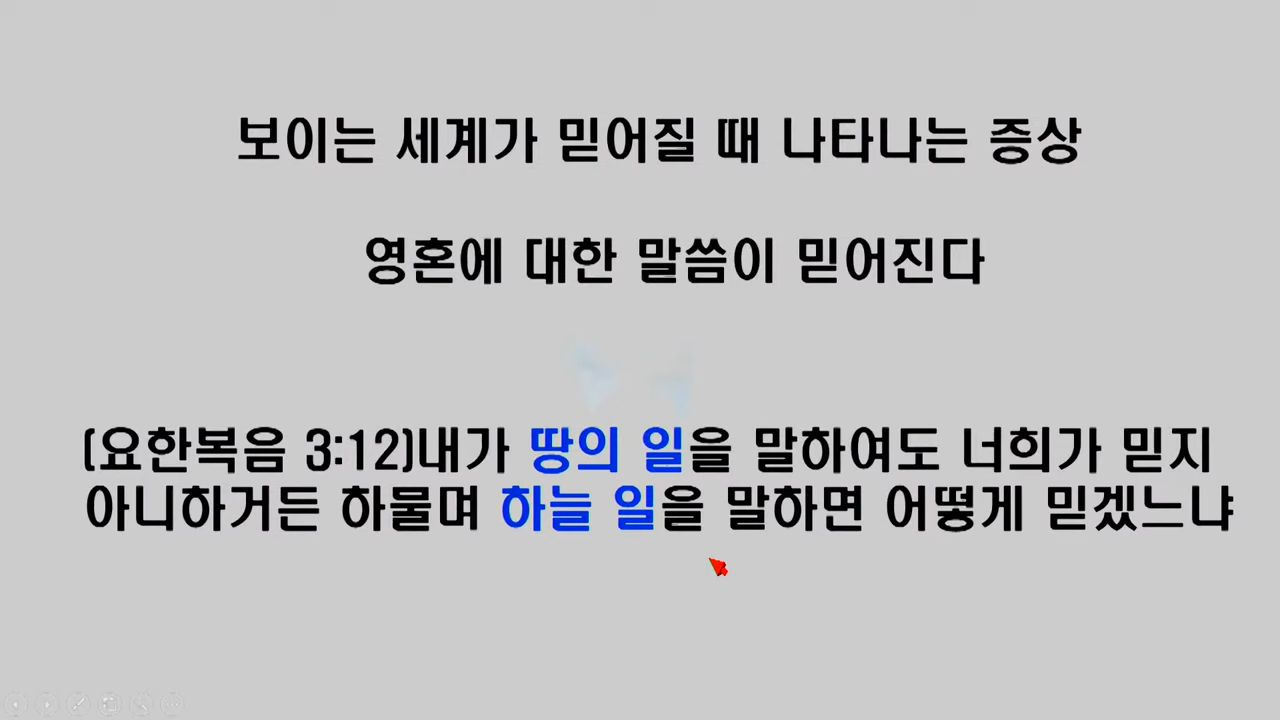 보이는 세계가 믿어질 때 나타나는 증상
영혼에 대한 말씀이 믿어진다
(요한복음 3:12)내가 땅의 일을 말하여도 너희가 믿지
아니하거든 하물며 하늘 일을 말하면 어떻게 믿겠느냐